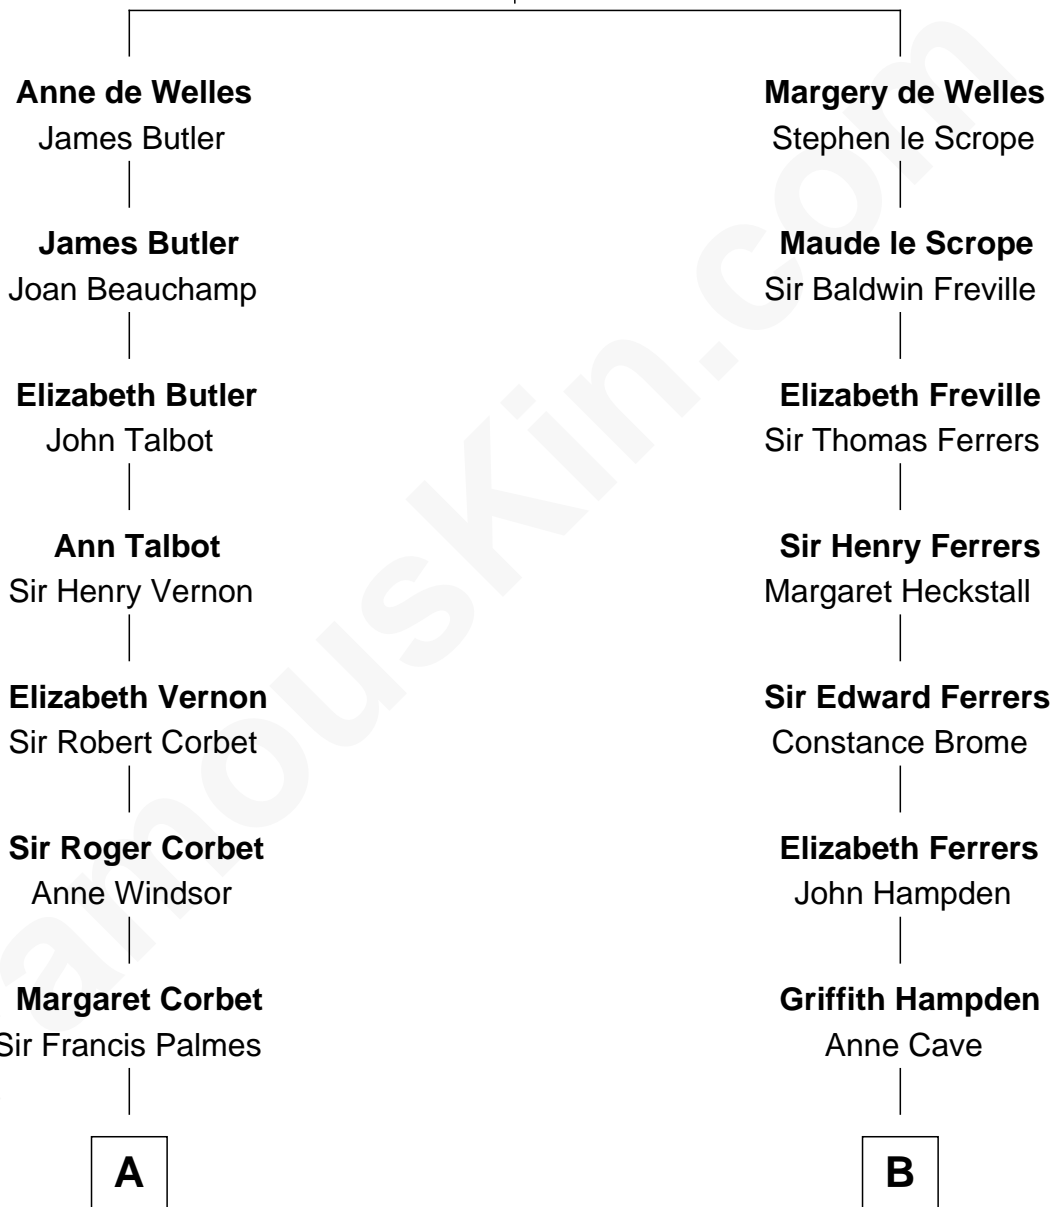 Anne de Welles
James Butler
James Butler
Joan Beauchamp
Elizabeth Butler
John Talbot
Ann Talbot
Sir Henry Vernon
Elizabeth Vernon
Sir Robert Corbet
Sir Roger Corbet
Anne Windsor
Margaret Corbet
Sir Francis Palmes
A
Margery de Welles
Stephen le Scrope
Maude le Scrope
Sir Baldwin Freville
Elizabeth Freville
Sir Thomas Ferrers
Sir Henry Ferrers
Margaret Heckstall
Sir Edward Ferrers
Constance Brome
Elizabeth Ferrers
John Hampden
Griffith Hampden
Anne Cave
B
amousKin.com